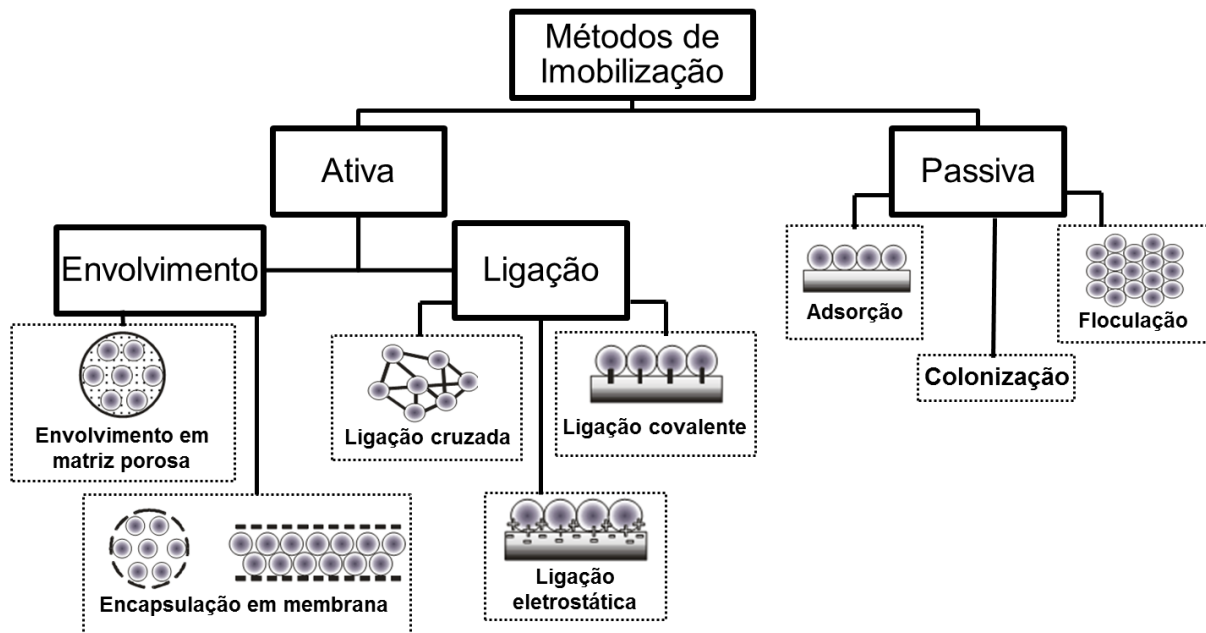 Métodos de
Imobilização
Ativa
Passiva
Envolvimento
Ligação
Adsorção
Floculação
Colonização
Envolvimento em
matriz porosa
Ligação cruzada
Ligação covalente
Encapsulação em membrana
Ligação
eletrostática